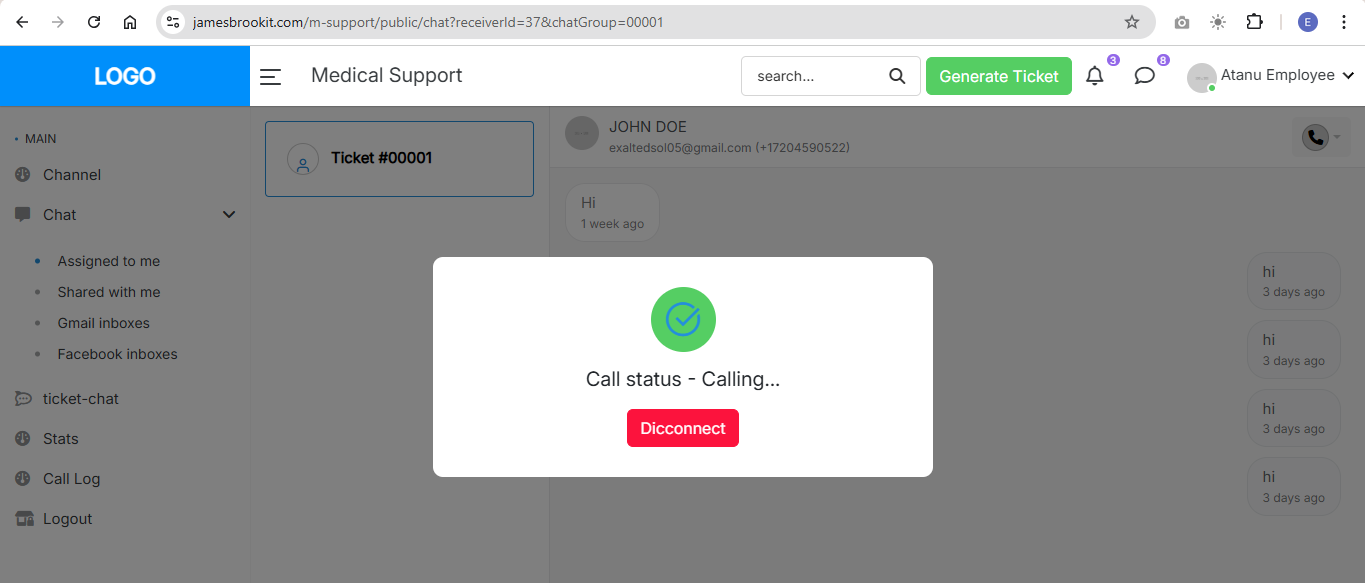 jamesbrookit.com/m-support/public/chat?receiverId=37&chatGroup=00001
E
LOGO
Medical Support
search...
Generate Ticket
3
8
Atanu Employee
MAIN
Channel
Chat
Assigned to me
Shared with me
Gmail inboxes
Facebook inboxes
ticket-chat
Stats
Call Log
Logout
Ticket #00001
JOHN DOE
exaltedsol05@gmail.com (+17204590522)
Hi
1 week ago
hi
3 days ago
hi
3 days ago
hi
3 days ago
hi
3 days ago
Call status - Calling...
Dicconnect